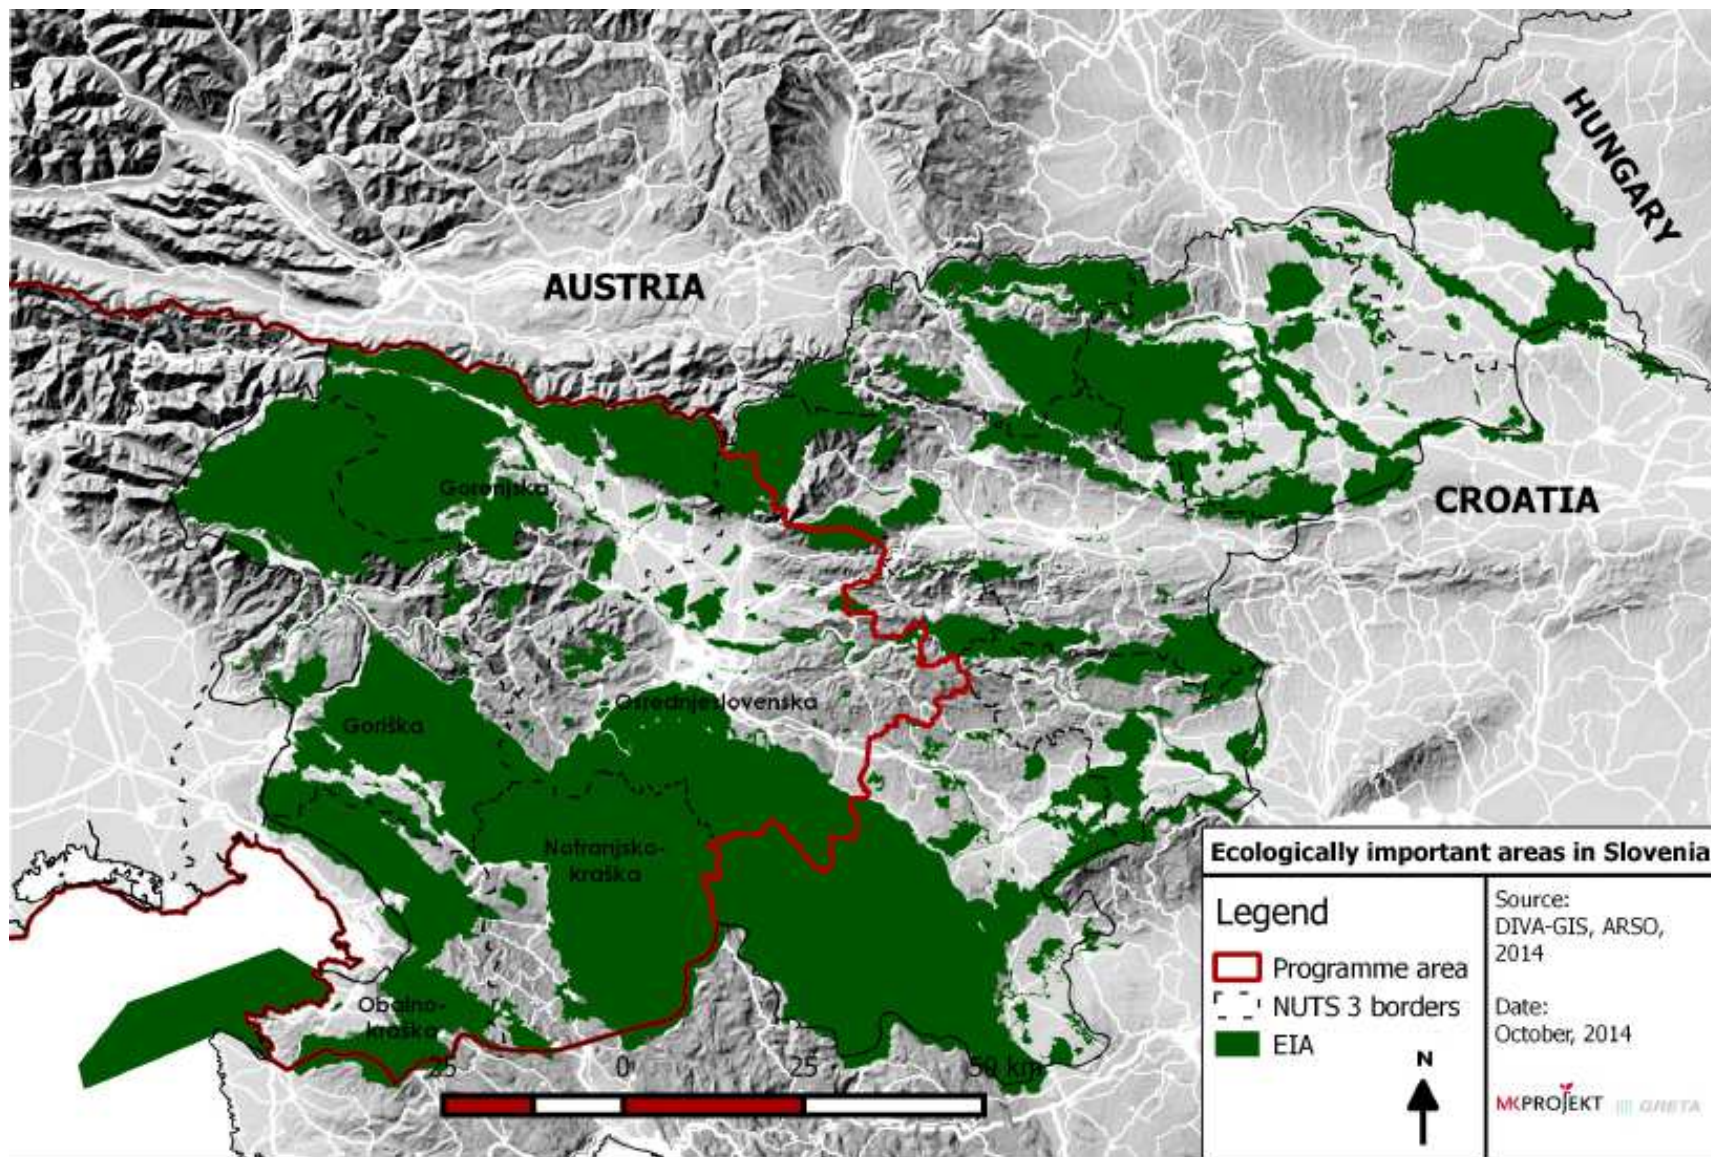 HUNGARY
AUSTRIA
Gorenjska
CROATIA
Osrednjeslovenska
Goriška
Notranjsko-
kraška
Obalno-
kraška
25 0 25 50 km
Ecologically important areas in Slovenia
Legend
Programme area
NUTS 3 borders
EIA
N
Source:
DIVA-GIS, ARSO,
2014
Date:
October, 2014
MKPROJEKT GRETA